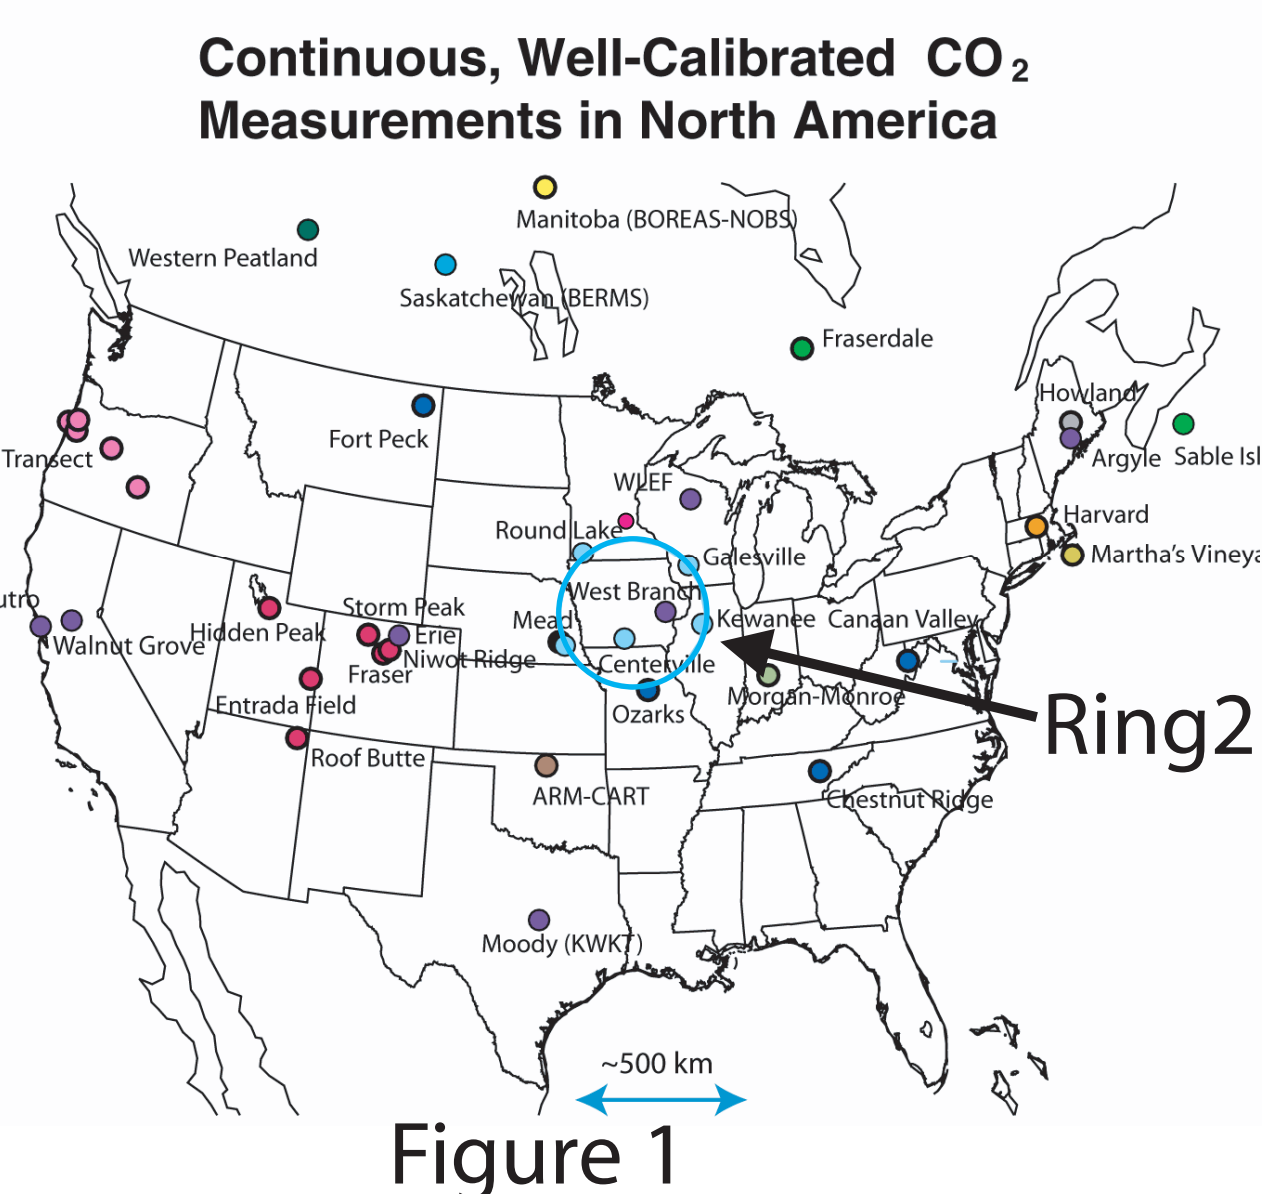 Continuous, Well-Calibrated CO2
Measurements in North America
Manitoba (BOREAS-NOBS)
Western Peatland
Saskatchewan (BERMS)
Fraserdale
Howland
Fort Peck
Transect
Argyle
Sable Isl
WLEF
Harvard
Round Lake
Galesville
Martha's Vineya
West Branch
utro
Storm Peak
Mead
Kewanee
Canaan Valley
Hidden Peak
Erie
Walnut Grove
Niwot Ridge
Centerville
Fraser
Morgan-Monroe
Entrada Field
Ozarks
Ring2
Roof Butte
ARM-CART
Chestnut Ridge
Moody (KWKT)
~500 km
Figure 1